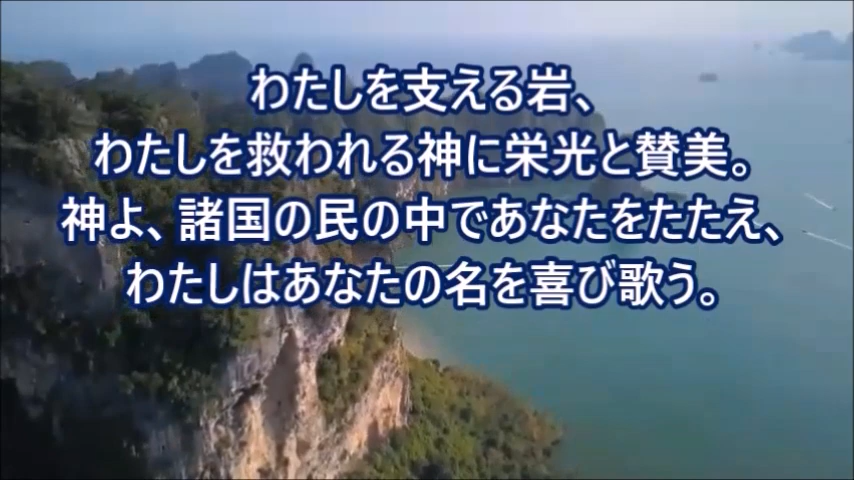 わたしを支える岩、
わたしを救われる神に栄光と賛美。
神よ、諸国の民の中であなたをたたえ、
わたしはあなたの名を喜び歌う。